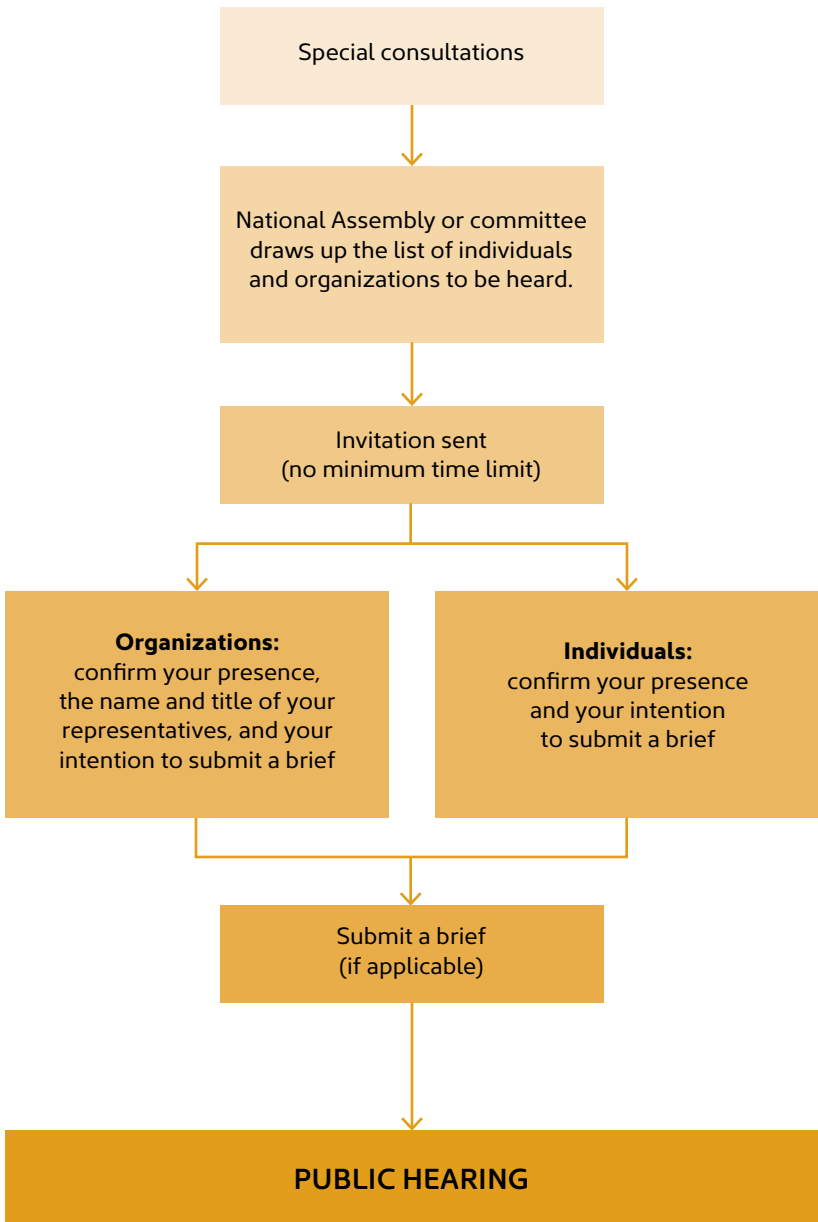 Special consultations
National Assembly or committee
draws up the list of individuals
and organizations to be heard.
Invitation sent
(no minimum time limit)
Organizations:
confirm your presence,
the name and title of your
representatives, and your
intention to submit a brief
Individuals:
confirm your presence
and your intention
to submit a brief
Submit a brief
(if applicable)
PUBLIC HEARING